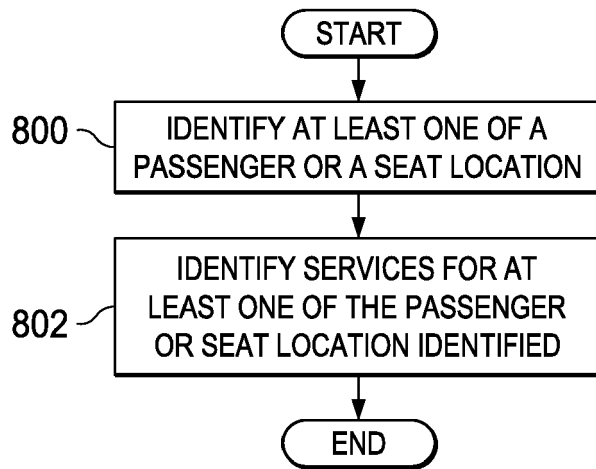 START
800
IDENTIFY AT LEAST ONE OF A
PASSENGER OR A SEAT LOCATION
802
IDENTIFY SERVICES FOR AT
LEAST ONE OF THE PASSENGER
OR SEAT LOCATION IDENTIFIED
END